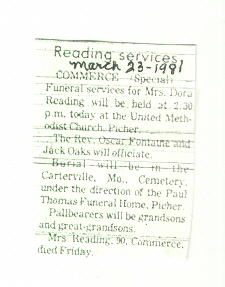 Reading services
march 23-1981
COMMERCE (Special)
Funeral services for Mrs. Dora
Reading will be held at 2:30
p.m. today at the United Meth-
odist Church, Picher.
The Rev. Oscar Fontaine and
Jack Oaks will officiate.
Burial will be in the
Carterville, Mo., Cemetery,
under the direction of the Paul
Thomas Funeral Home, Picher.
Pallbearers will be grandsons
and great-grandsons.
Mrs. Reading, 90, Commerce,
died Friday.